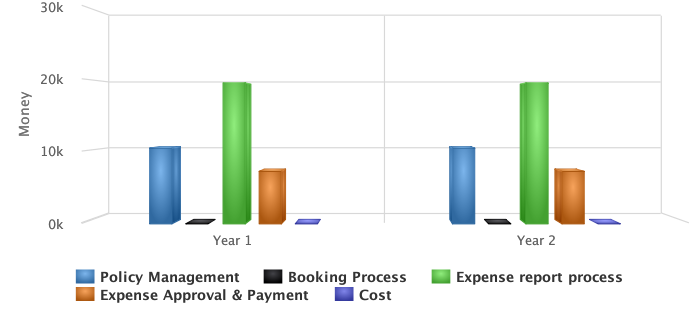 30k
20k
10k
0k
Money
Year 1 Year 2
Policy Management Booking Process Expense report process
Expense Approval & Payment Cost